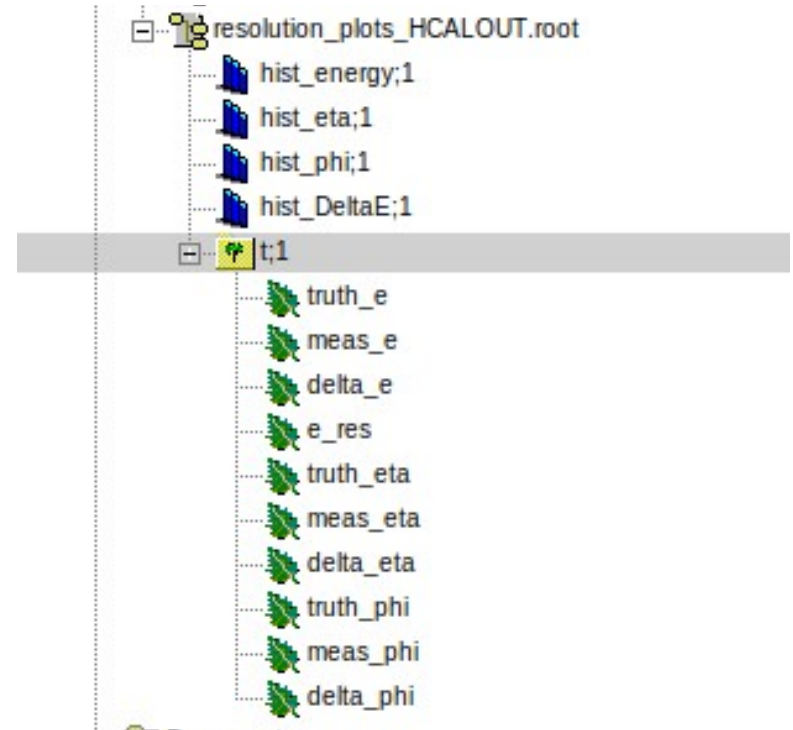 resolution_plots_HCALOUT.root
hist_energy;1
hist_eta;1
hist_phi;1
hist_DeltaE;1
t;1
truth_e
meas_e
delta_e
e_res
truth_eta
meas_eta
delta_eta
truth_phi
meas_phi
delta_phi